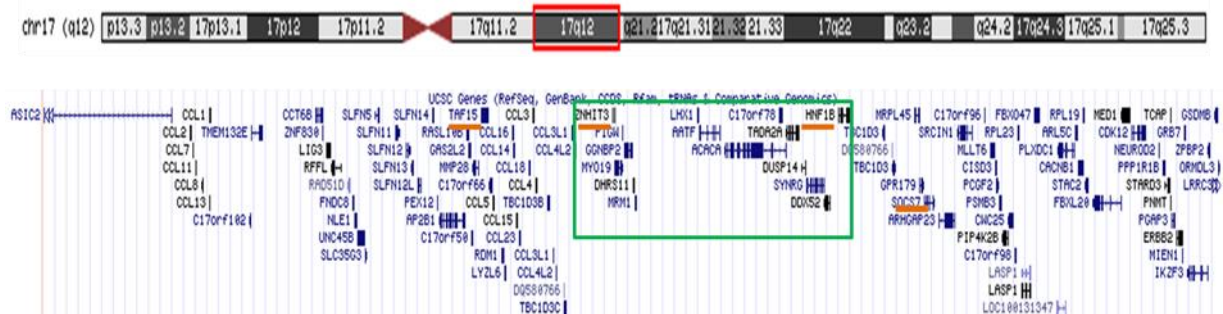 chr17 (q12) p13.3 p13.2 17p13.1 17p12 17p11.2 17q11.2 17q12 q21.2 17q21.31 21.32 21.33 17q22 q23.2 q24.2 17q24.3 17q25.1 17q25.3
UCSC Genes (RefSeq, GenBank, CCDS, Rfam, tRNAs & Comparative Genomics)
ASIC2 CCL1 CCT6B SLFN5 SLFN14 TAF15 CCL3 ZNHIT3 LHX1 C17orf78 HNF1B MRPL45 C17orf96 FBXO47 RPL19 MED1 TCAP GSDMB
CCL2 TMEM132E ZNF830 SLFN11 RASL10B CCL16 CCL3L1 PIGW AATF TADA2A TBC1D3 SRCIN1 RPL23 ARL5C CDK12 GRB7
CCL7 LIG3 SLFN12 GAS2L2 CCL14 CCL4L2 GGNBP2 ACACA DQ580766 MLLT6 PLXDC1 NEUROD2 ZPBP2
CCL11 RFFL SLFN13 MMP28 CCL18 MYO19 DUSP14 TBC1D3 CISD3 CACNB1 PPP1R1B ORMDL3
CCL8 RAD51D SLFN12L C17orf66 CCL4 DHRS11 SYNRG GPR179 PCGF2 STAC2 STARD3 LRRC3C
CCL13 FNDC8 PEX12 CCL5 TBC1D3B MRM1 DDX52 SOCS7 PSMB3 FBXL20 PNMT
C17orf102 NLE1 AP2B1 CCL15 ARHGAP23 CWC25 PGAP3
UNC45B C17orf50 CCL23 PIP4K2B ERBB2
SLC35G3 RDM1 CCL3L1 C17orf98 MIEN1
LYZL6 CCL4L2 LASP1 IKZF3
DQ580766 LASP1
TBC1D3C LOC100131347